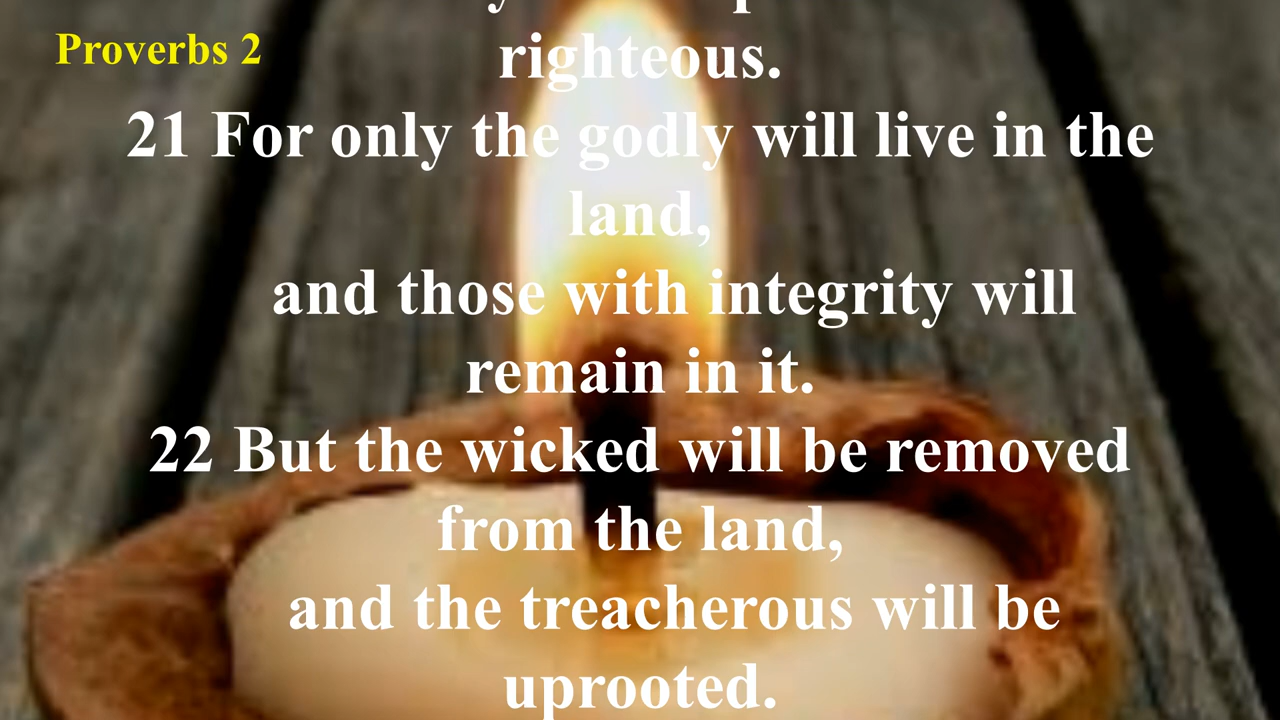 Proverbs 2
righteous.
21 For only the godly will live in the
land,
and those with integrity will
remain in it.
22 But the wicked will be removed
from the land,
and the treacherous will be
uprooted.